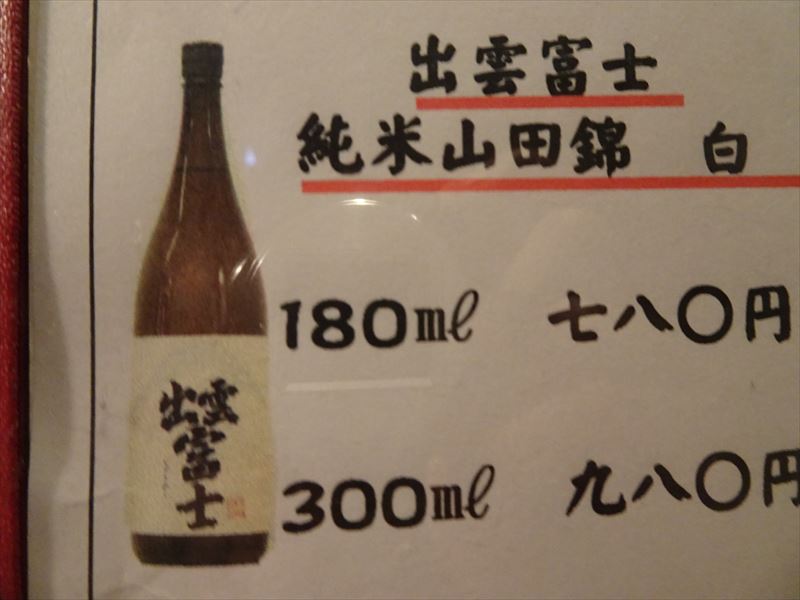 出雲富士
純米山田錦 白
180㎖ 七八〇円
300㎖ 九八〇円
出雲
富
士